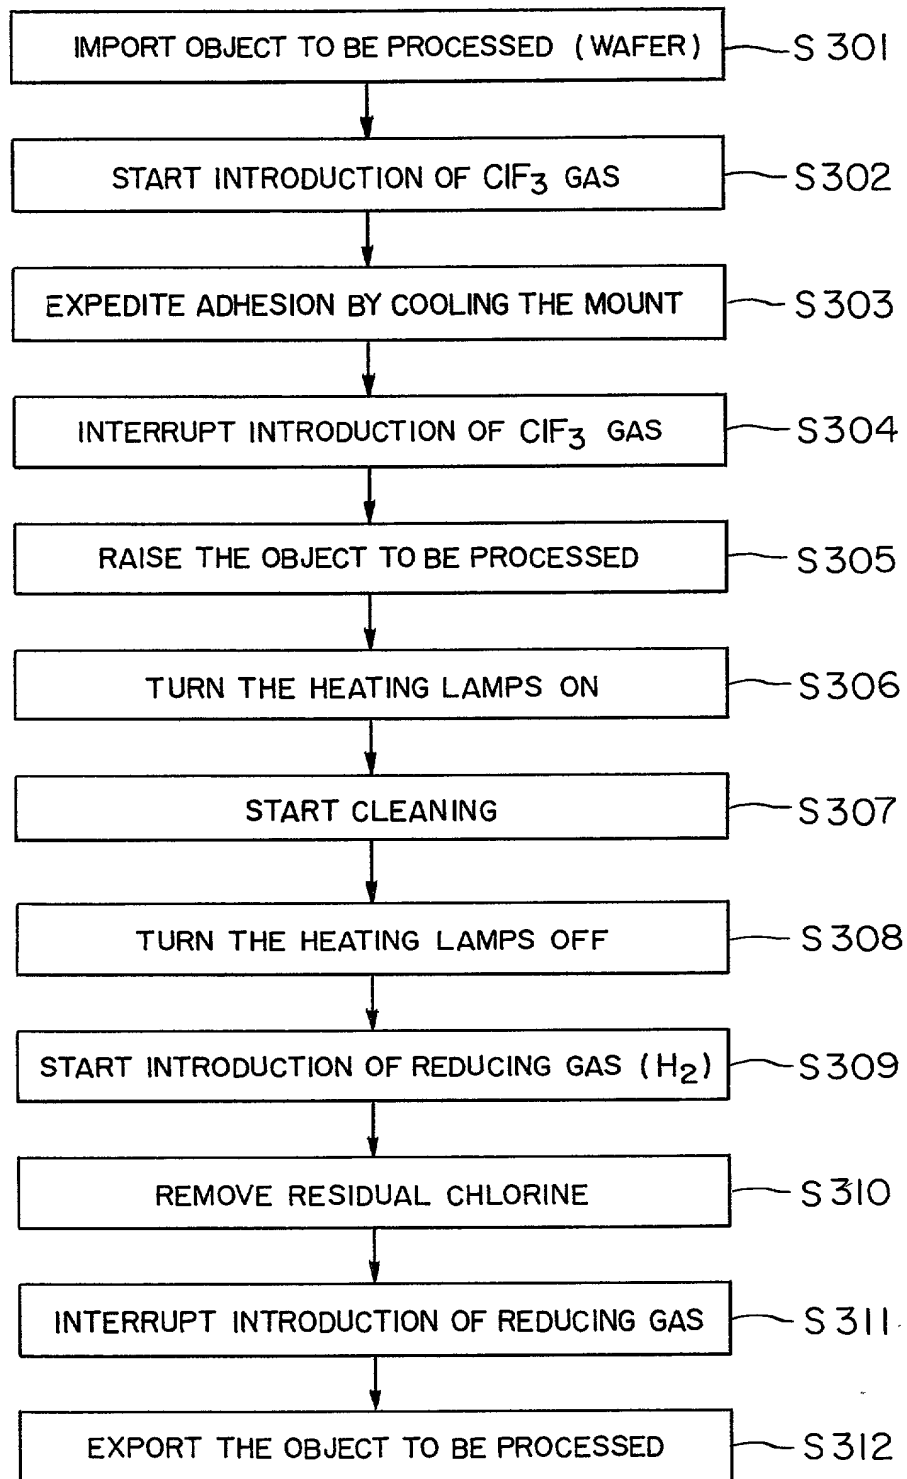 IMPORT OBJECT TO BE PROCESSED (WAFER) S301
START INTRODUCTION OF ClF3 GAS S302
EXPEDITE ADHESION BY COOLING THE MOUNT S303
INTERRUPT INTRODUCTION OF ClF3 GAS S304
RAISE THE OBJECT TO BE PROCESSED S305
TURN THE HEATING LAMPS ON S306
START CLEANING S307
TURN THE HEATING LAMPS OFF S308
START INTRODUCTION OF REDUCING GAS (H2) S309
REMOVE RESIDUAL CHLORINE S310
INTERRUPT INTRODUCTION OF REDUCING GAS S311
EXPORT THE OBJECT TO BE PROCESSED S312